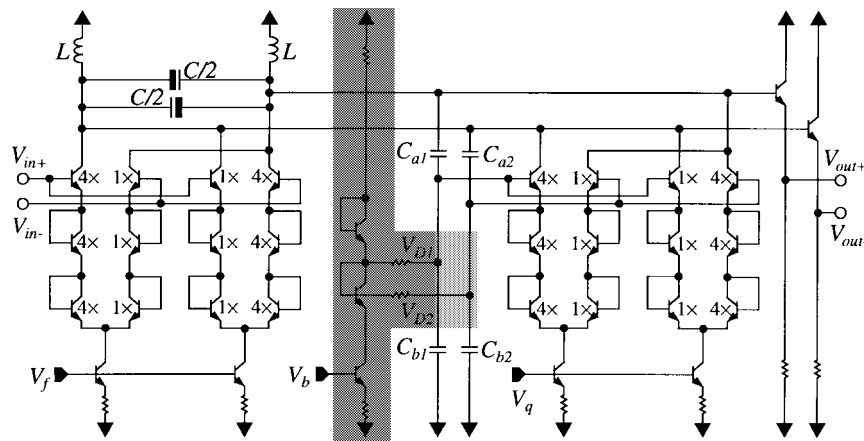 L
L
C/2
C/2
V_in+
V_in-
4× 1× 1× 4×
4× 1× 1× 4×
4× 1× 1× 4×
C_a1 C_a2
V_D1
V_D2
C_b1 C_b2
4× 1× 1× 4×
4× 1× 1× 4×
4× 1× 1× 4×
V_out+
V_out-
V_f
V_b
V_q